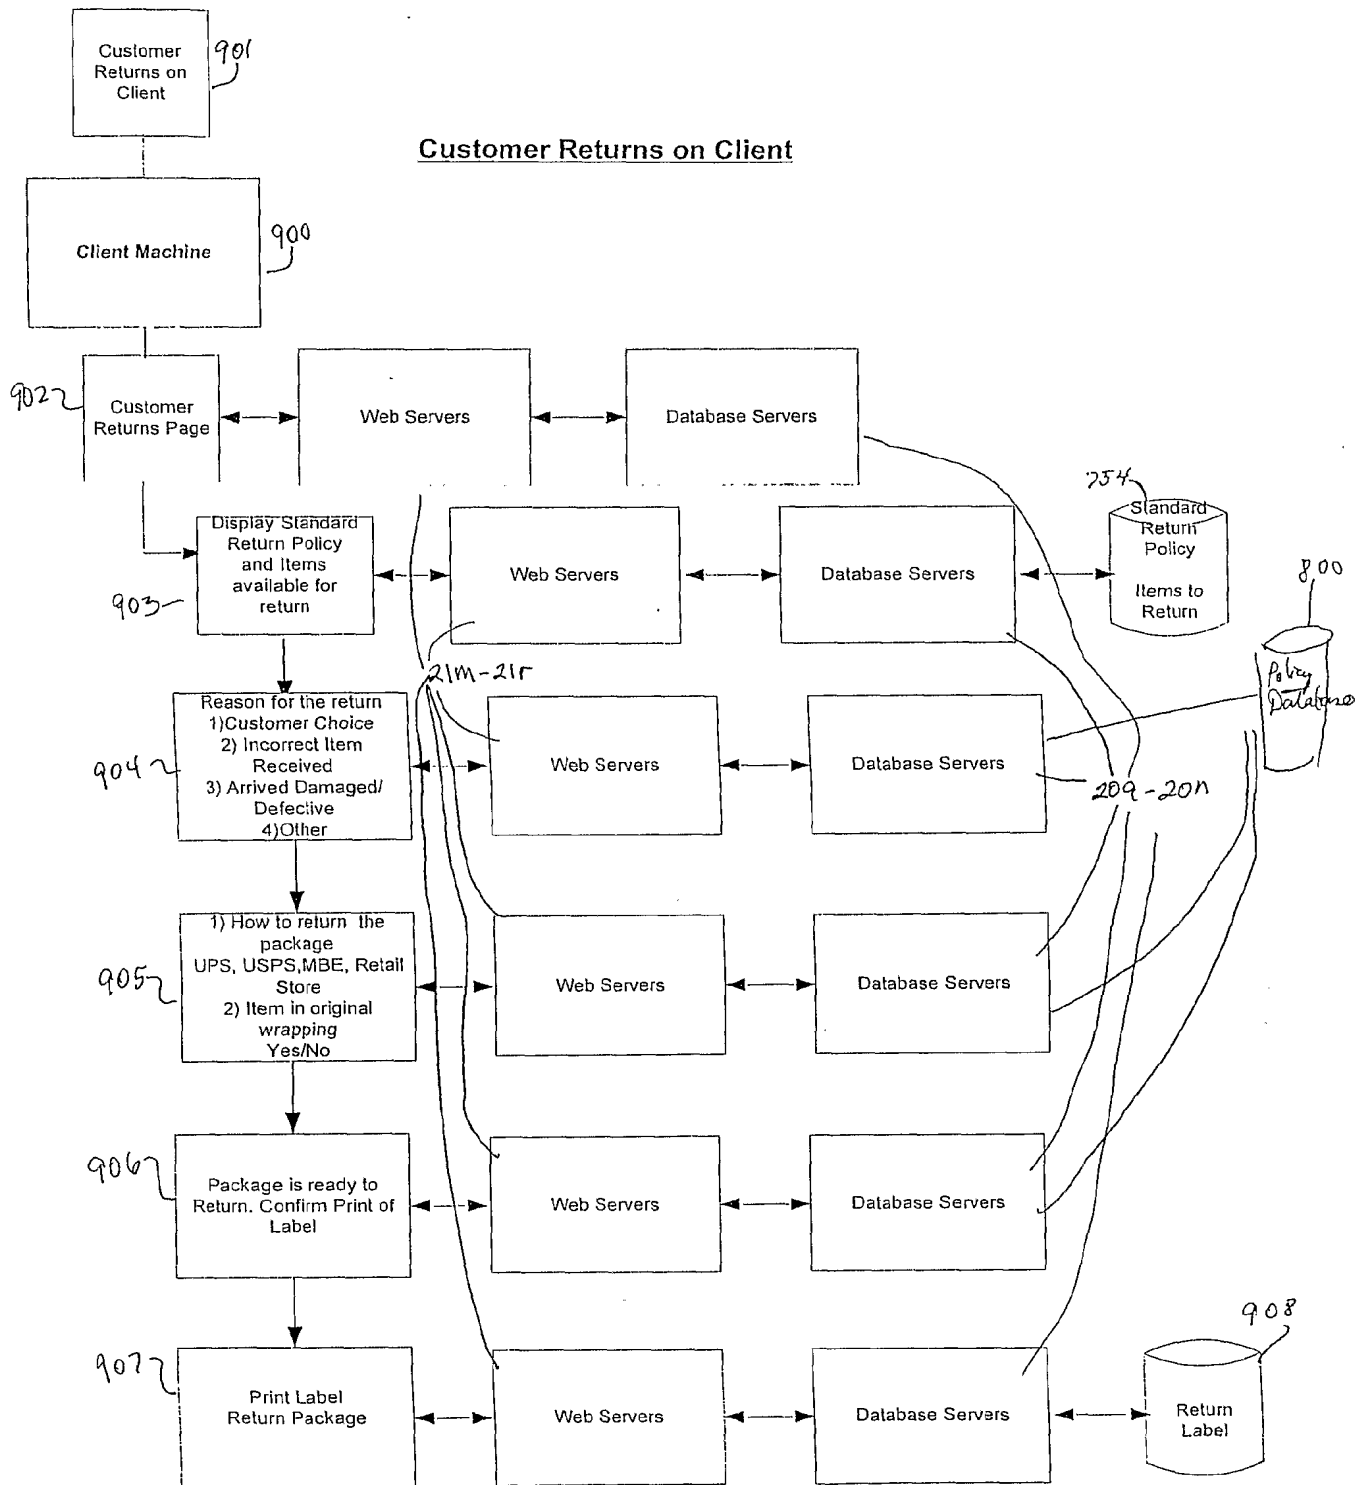 Customer
Returns on
Client
901
Customer Returns on Client
Client Machine
900
902
Customer
Returns Page
Web Servers
Database Servers
Display Standard
Return Policy
and Items
available for
return
903
Web Servers
Database Servers
754
Standard
Return
Policy
Items to
Return
800
Policy
Database
21m-21r
Reason for the return
1)Customer Choice
2) Incorrect Item
Received
3) Arrived Damaged/
Defective
4)Other
904
Web Servers
Database Servers
20a-20n
1) How to return the
package
UPS, USPS,MBE, Retail
Store
2) Item in original
wrapping
Yes/No
905
Web Servers
Database Servers
906
Package is ready to
Return. Confirm Print of
Label
Web Servers
Database Servers
907
Print Label
Return Package
Web Servers
Database Servers
908
Return
Label